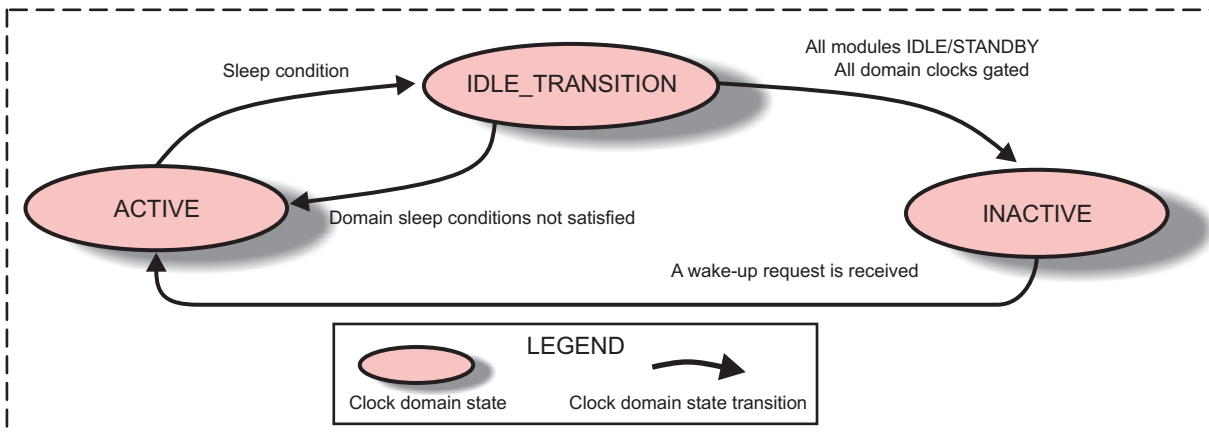 All modules IDLE/STANDBY
All domain clocks gated
Sleep condition
IDLE_TRANSITION
ACTIVE
Domain sleep conditions not satisfied
INACTIVE
A wake-up request is received
LEGEND
Clock domain state
Clock domain state transition